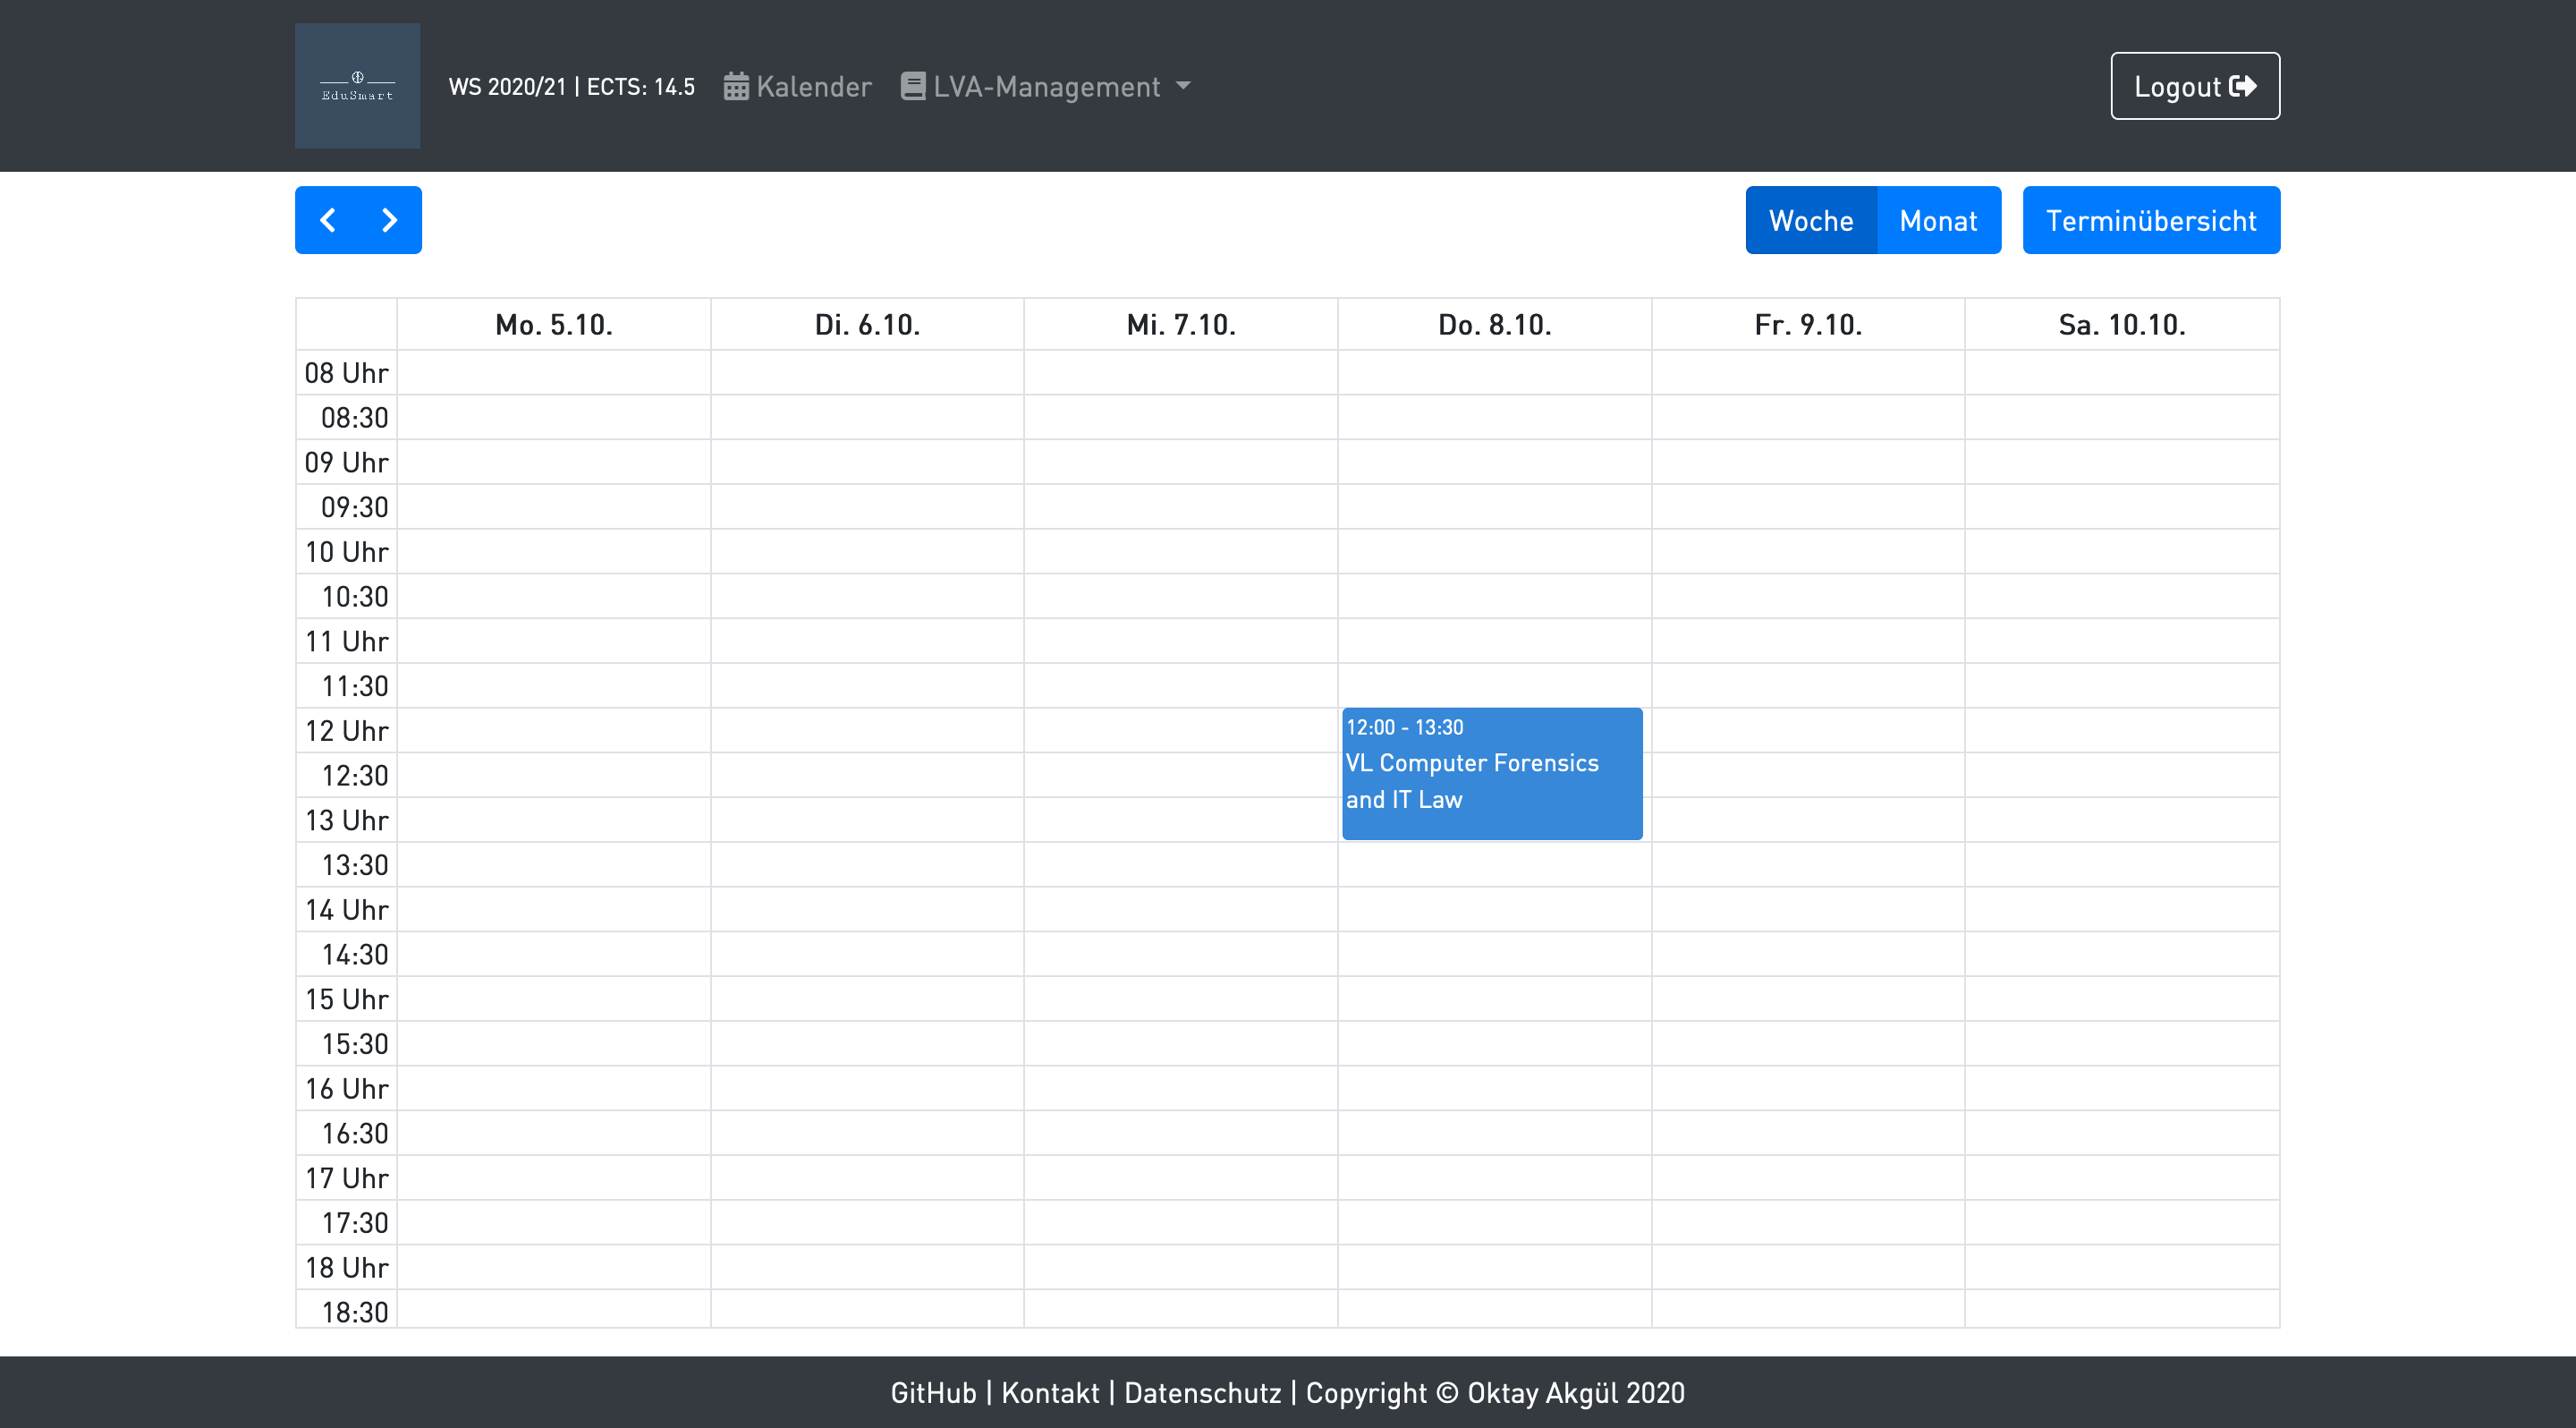 EduSmart
WS 2020/21 | ECTS: 14.5
Kalender
LVA-Management
Logout
Woche
Monat
Terminübersicht
Mo. 5.10.
Di. 6.10.
Mi. 7.10.
Do. 8.10.
Fr. 9.10.
Sa. 10.10.
08 Uhr
08:30
09 Uhr
09:30
10 Uhr
10:30
11 Uhr
11:30
12 Uhr
12:00 - 13:30
VL Computer Forensics
and IT Law
12:30
13 Uhr
13:30
14 Uhr
14:30
15 Uhr
15:30
16 Uhr
16:30
17 Uhr
17:30
18 Uhr
18:30
GitHub | Kontakt | Datenschutz | Copyright © Oktay Akgül 2020